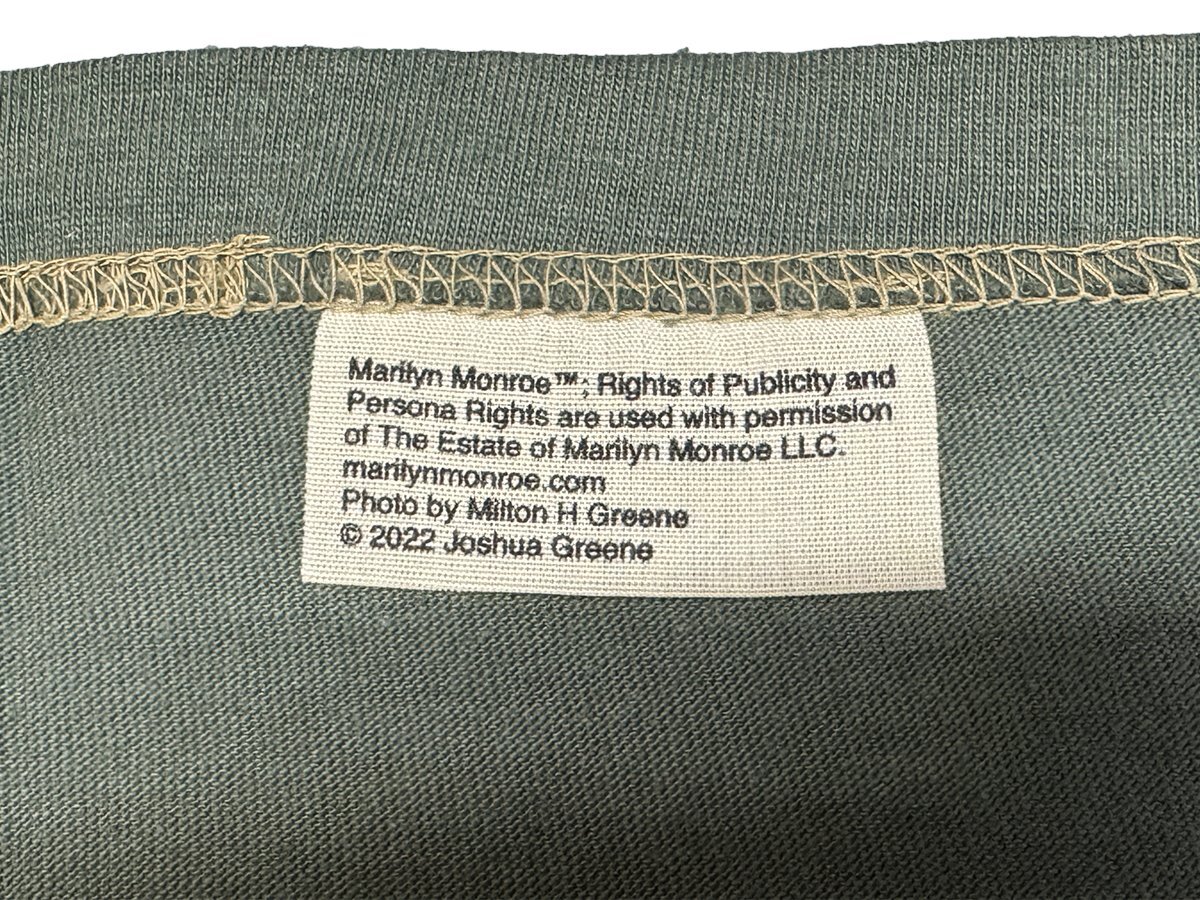 Marilyn Monroe™; Rights of Publicity and
Persona Rights are used with permission
of The Estate of Marilyn Monroe LLC.
marilynmonroe.com
Photo by Milton H Greene
© 2022 Joshua Greene